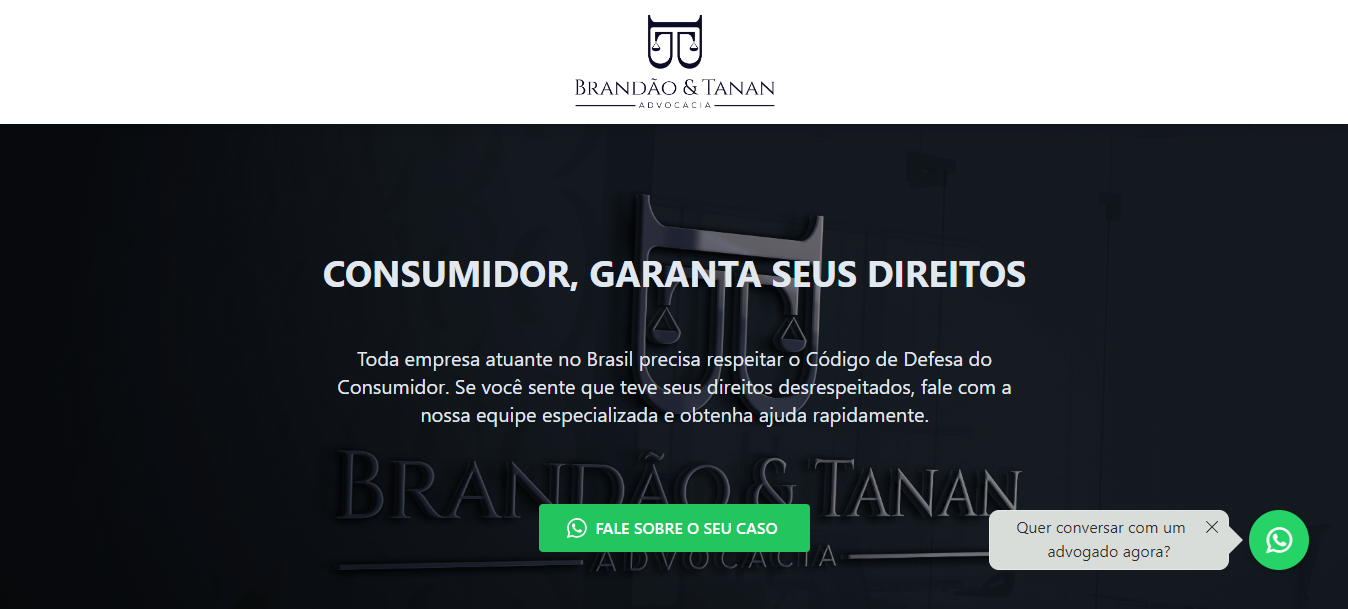 BRANDÃO & TANAN
ADVOCACIA
CONSUMIDOR, GARANTA SEUS DIREITOS
Toda empresa atuante no Brasil precisa respeitar o Código de Defesa do
Consumidor. Se você sente que teve seus direitos desrespeitados, fale com a
nossa equipe especializada e obtenha ajuda rapidamente.
BRANDÃO & TANAN
FALE SOBRE O SEU CASO
ADVOCACIA
Quer conversar com um
advogado agora?